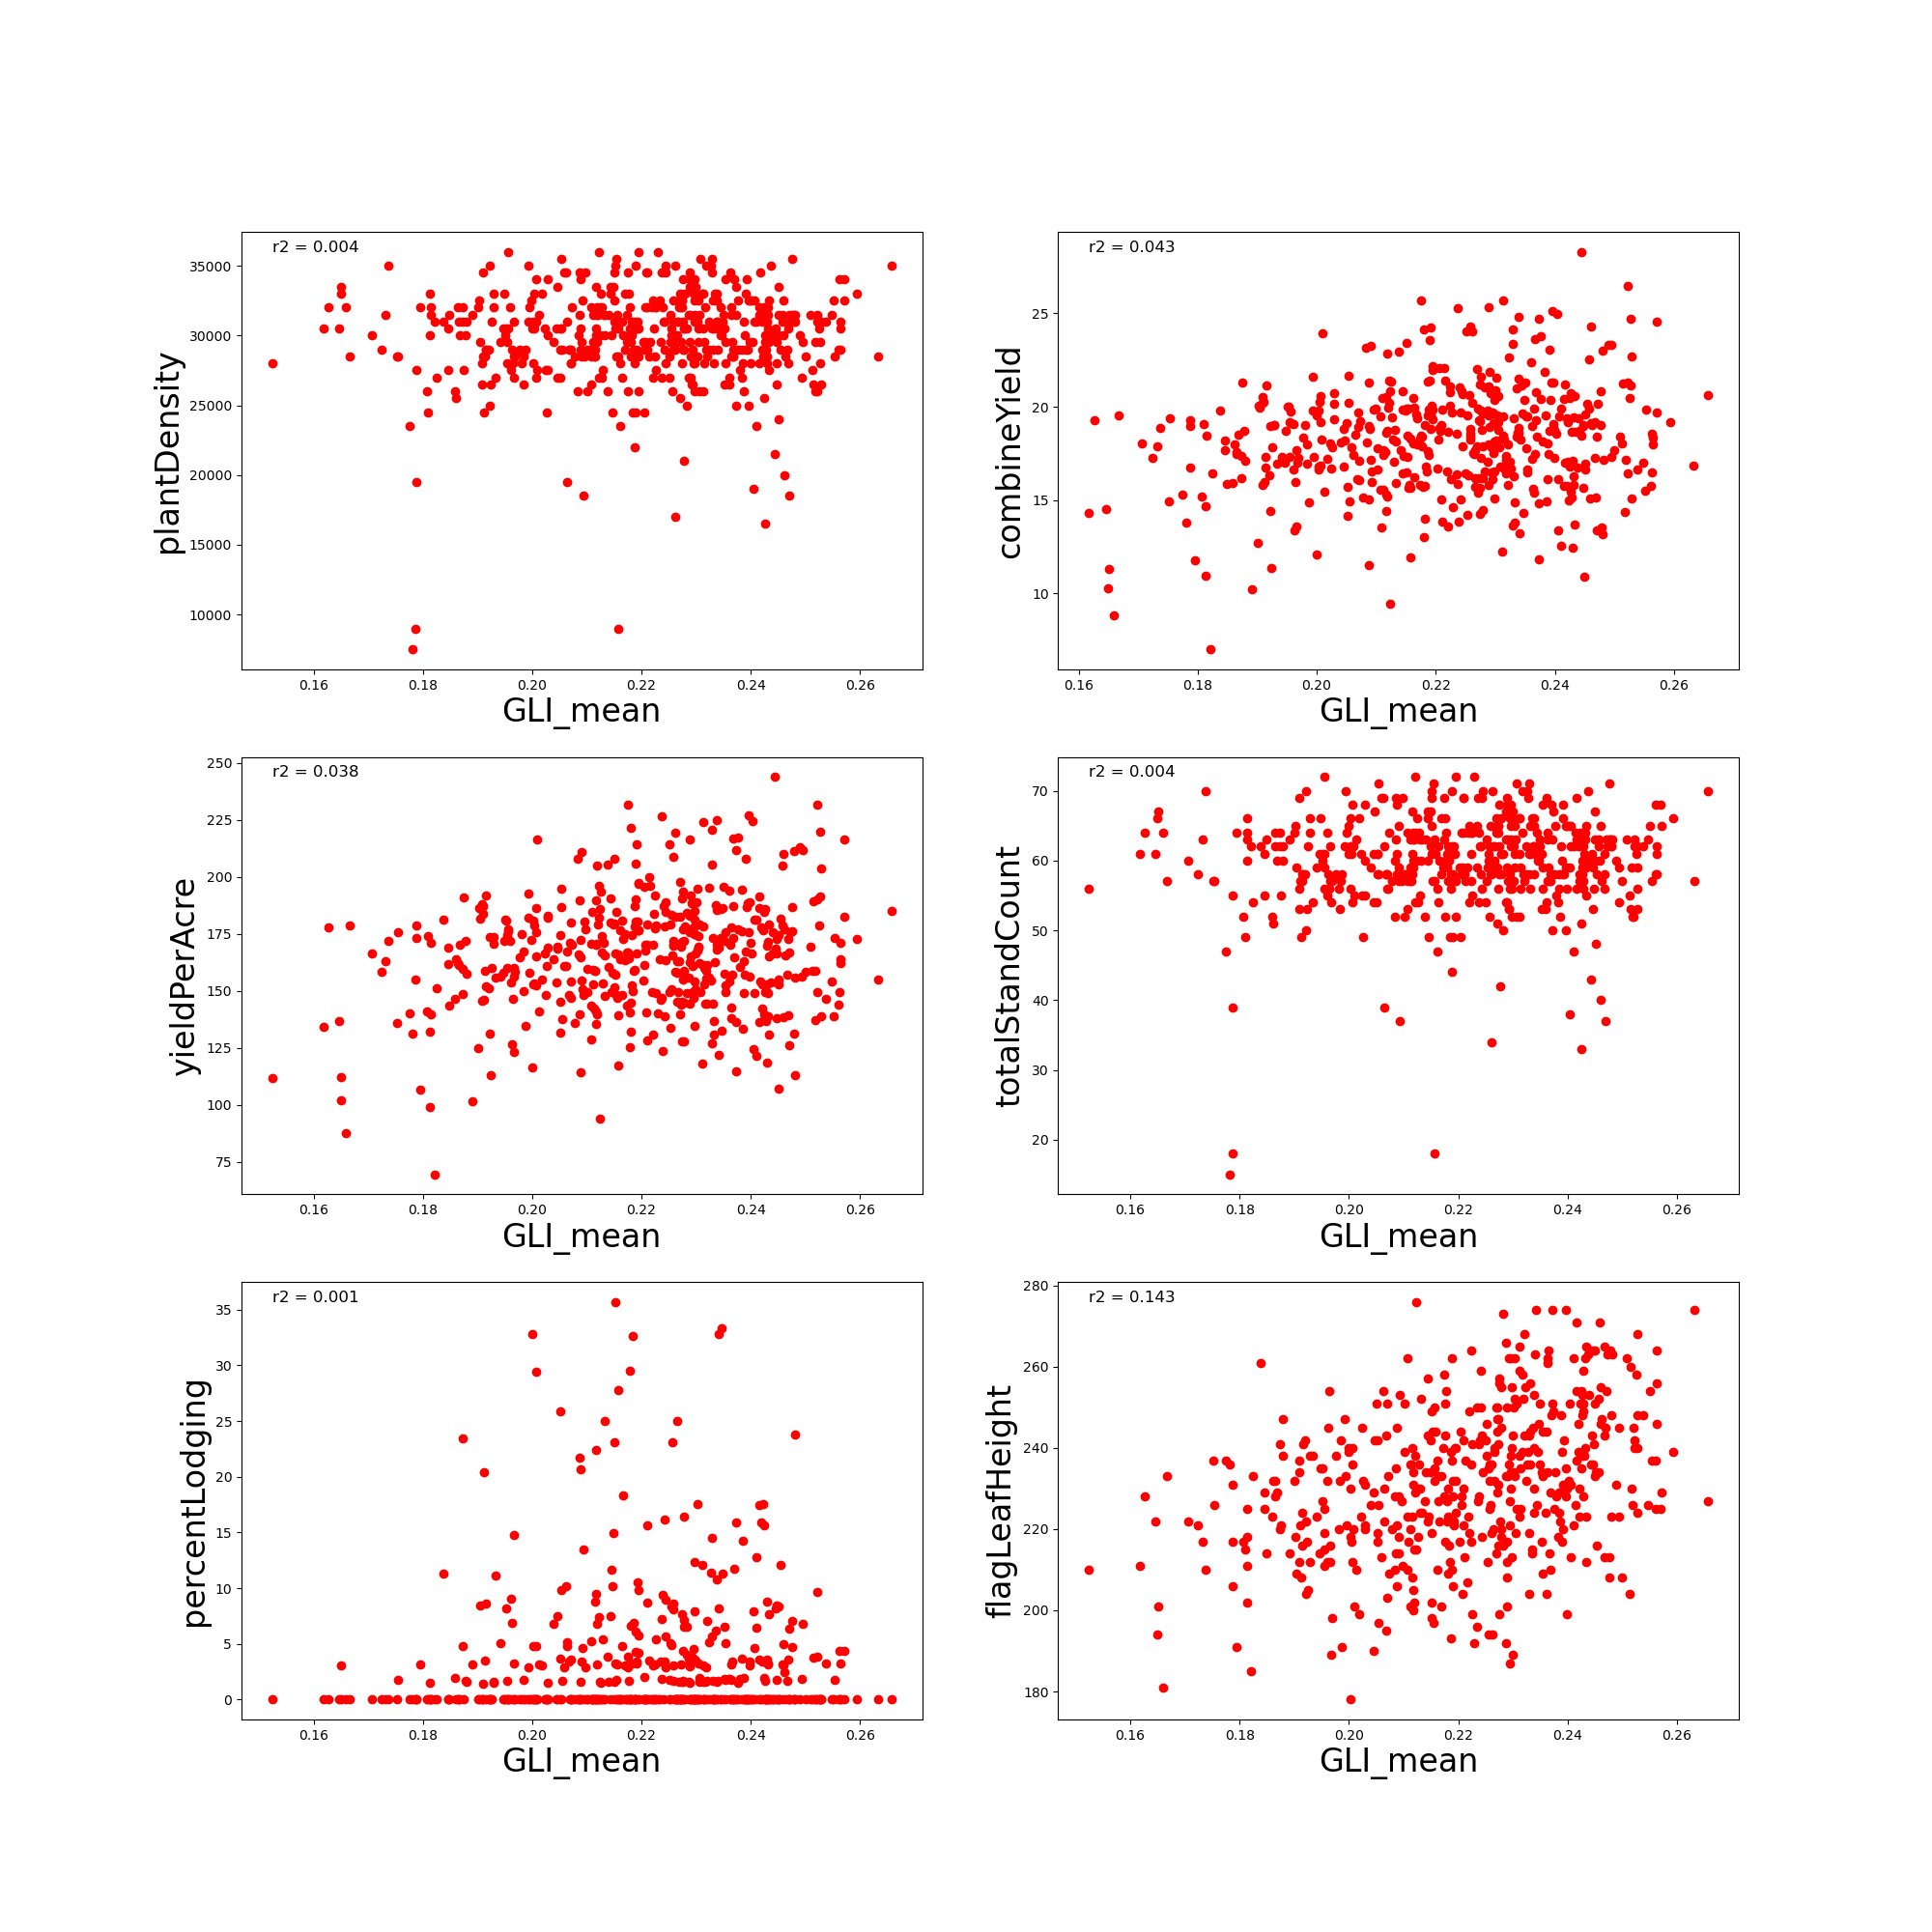 r2 = 0.004
35000
30000
25000
20000
15000
10000
plantDensity
0.16 0.18 0.20 0.22 0.24 0.26
GLI_mean
r2 = 0.043
25
20
15
10
combineYield
0.16 0.18 0.20 0.22 0.24 0.26
GLI_mean
r2 = 0.038
250
225
200
175
150
125
100
75
yieldPerAcre
0.16 0.18 0.20 0.22 0.24 0.26
GLI_mean
r2 = 0.004
70
60
50
40
30
20
totalStandCount
0.16 0.18 0.20 0.22 0.24 0.26
GLI_mean
r2 = 0.001
35
30
25
20
15
10
5
0
percentLodging
0.16 0.18 0.20 0.22 0.24 0.26
GLI_mean
r2 = 0.143
280
260
240
220
200
180
flagLeafHeight
0.16 0.18 0.20 0.22 0.24 0.26
GLI_mean